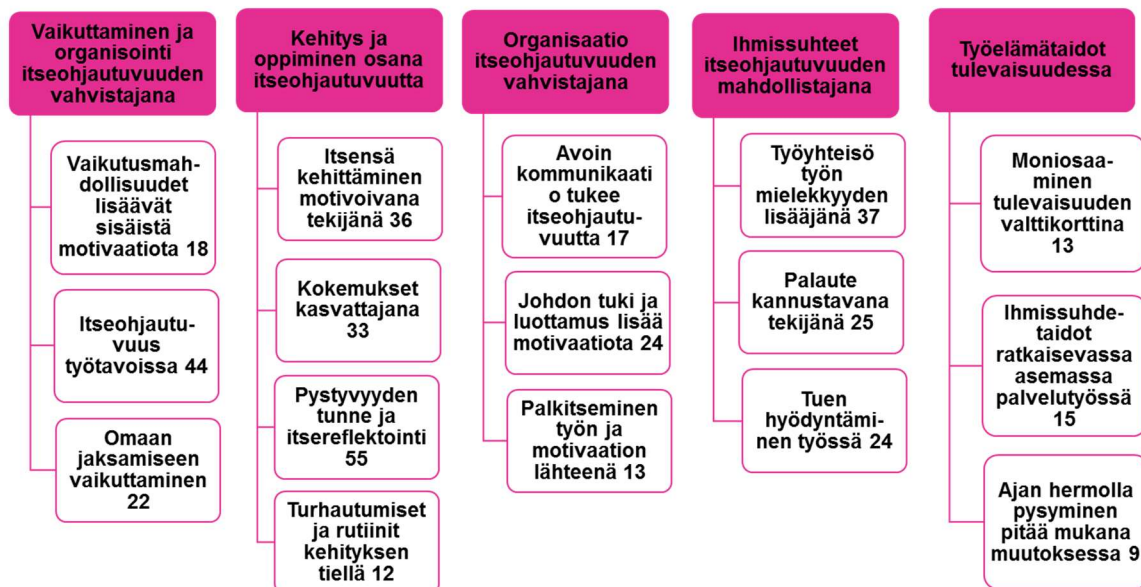 Vaikuttaminen ja
organisointi
itseohjautuvuuden
vahvistajana
Vaikutusmah-
dollisuudet
lisäävät
sisäistä
motivaatiota 18
Itseohjautu-
vuus
työtavoissa 44
Omaan
jaksamiseen
vaikuttaminen
22
Kehitys ja
oppiminen osana
itseohjautuvuutta
Itsensä
kehittäminen
motivoivana
tekijänä 36
Kokemukset
kasvattajana
33
Pystyvyyden
tunne ja
itsereflektointi
55
Turhautumiset
ja rutiinit
kehityksen
tiellä 12
Organisaatio
itseohjautuvuuden
vahvistajana
Avoin
kommunikaati
o tukee
itseohjautu-
vuutta 17
Johdon tuki ja
luottamus lisää
motivaatiota 24
Palkitseminen
työn ja
motivaation
lähteenä 13
Ihmissuhteet
itseohjautuvuuden
mahdollistajana
Työyhteisö
työn
mielekkyyden
lisääjänä 37
Palaute
kannustavana
tekijänä 25
Tuen
hyödyntämi-
nen työssä 24
Työelämätaidot
tulevaisuudessa
Moniosaa-
minen
tulevaisuuden
valttikorttina
13
Ihmissuhde-
taidot
ratkaisevassa
asemassa
palvelutyössä
15
Ajan hermolla
pysyminen
pitää mukana
muutoksessa 9